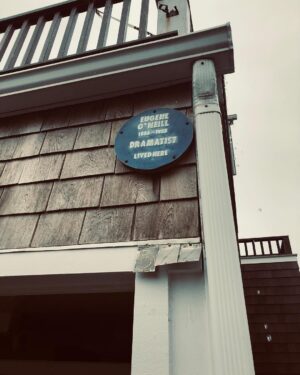 EUGENE
O'NEILL
1888-1953
DRAMATIST
LIVED HERE